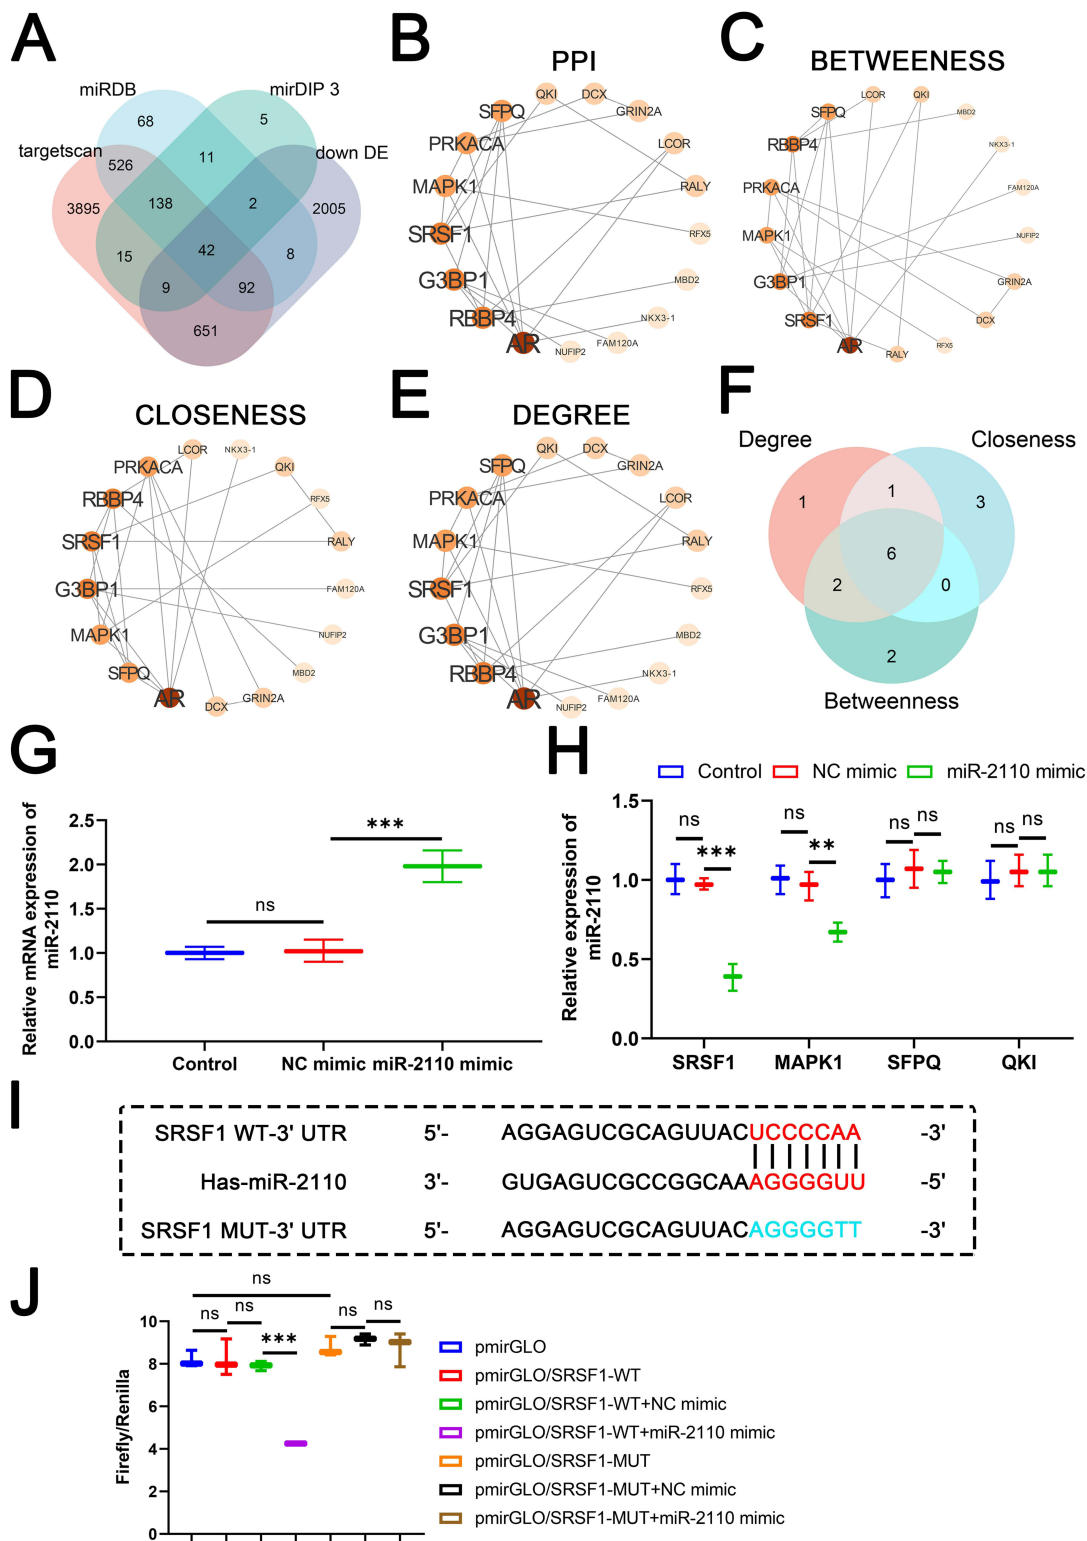 A
miRDB
mirDIP 3
targetscan
down DE
68
5
526
11
3895
138
2
2005
15
42
8
9
92
651
B
PPI
QKI
DCX
SFPQ
GRIN2A
PRKACA
LCOR
MAPK1
RALY
SRSF1
RFX5
G3BP1
MBD2
RBBP4
NKX3-1
AR
NUFIP2
FAM120A
C
BETWEENESS
LCOR
QKI
SFPQ
MBD2
RBBP4
NKX3-1
PRKACA
FAM120A
MAPK1
NUFIP2
G3BP1
GRIN2A
SRSF1
DCX
AR
RALY
RFX5
D
CLOSENESS
LCOR
NKX3-1
PRKACA
QKI
RBBP4
RFX5
SRSF1
RALY
G3BP1
FAM120A
MAPK1
NUFIP2
SFPQ
MBD2
AR
DCX
GRIN2A
E
DEGREE
QKI
DCX
SFPQ
GRIN2A
PRKACA
LCOR
MAPK1
RALY
SRSF1
RFX5
G3BP1
MBD2
RBBP4
NKX3-1
AR
NUFIP2
FAM120A
F
Degree
Closeness
1
1
3
6
2
0
2
Betweenness
G
Relative mRNA expression of
miR-2110
2.5
2.0
1.5
1.0
0.5
0.0
ns
***
Control
NC mimic
miR-2110 mimic
H
Control
NC mimic
miR-2110 mimic
Relative expression of
miR-2110
1.5
1.0
0.5
0.0
ns
***
ns
**
ns
ns
ns
ns
SRSF1
MAPK1
SFPQ
QKI
I
SRSF1 WT-3' UTR 5'- AGGAGUCGCAGUUACUCCCCAA -3'
Has-miR-2110 3'- GUGAGUCGCCGGCAAAGGGGUU -5'
SRSF1 MUT-3' UTR 5'- AGGAGUCGCAGUUACAGGGGTT -3'
J
Firefly/Renilla
10
8
6
4
2
0
ns
ns
ns
***
ns
ns
pmirGLO
pmirGLO/SRSF1-WT
pmirGLO/SRSF1-WT+NC mimic
pmirGLO/SRSF1-WT+miR-2110 mimic
pmirGLO/SRSF1-MUT
pmirGLO/SRSF1-MUT+NC mimic
pmirGLO/SRSF1-MUT+miR-2110 mimic